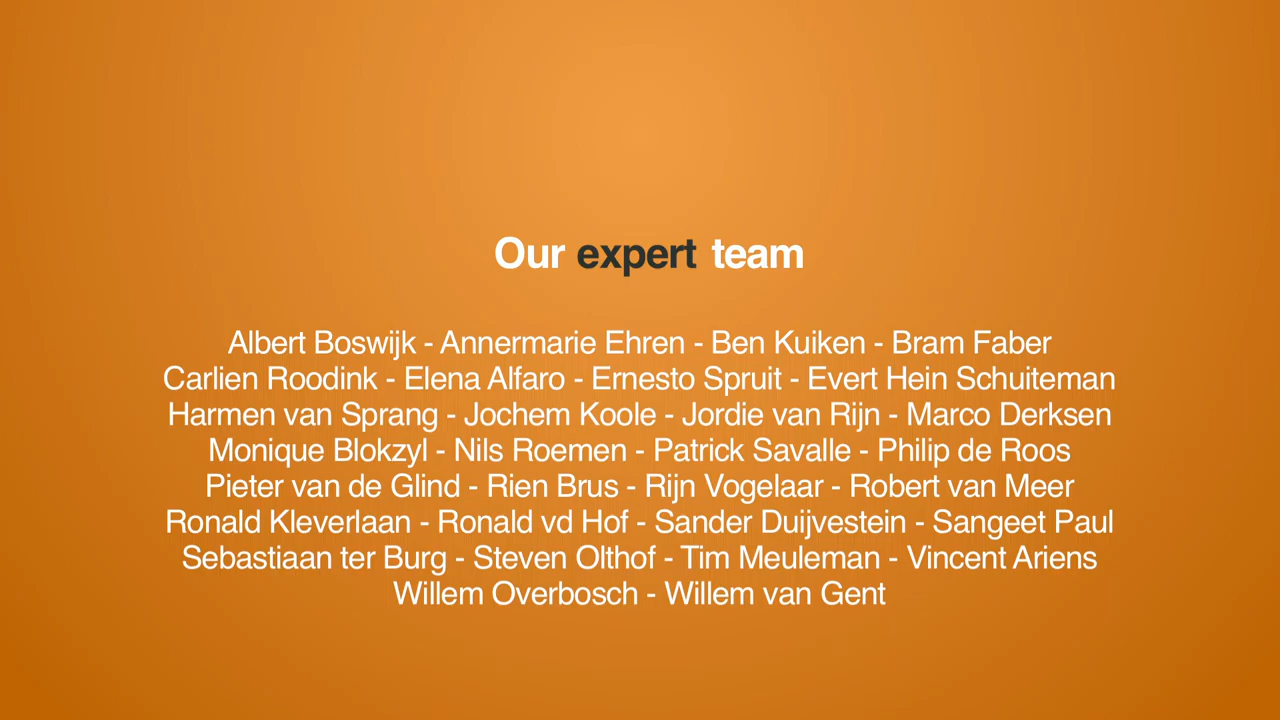 Our expert team
Albert Boswijk - Annermarie Ehren - Ben Kuiken - Bram Faber
Carlien Roodink - Elena Alfaro - Ernesto Spruit - Evert Hein Schuiteman
Harmen van Sprang - Jochem Koole - Jordie van Rijn - Marco Derksen
Monique Blokzyl - Nils Roemen - Patrick Savalle - Philip de Roos
Pieter van de Glind - Rien Brus - Rijn Vogelaar - Robert van Meer
Ronald Kleverlaan - Ronald vd Hof - Sander Duijvestein - Sangeet Paul
Sebastiaan ter Burg - Steven Olthof - Tim Meuleman - Vincent Ariens
Willem Overbosch - Willem van Gent